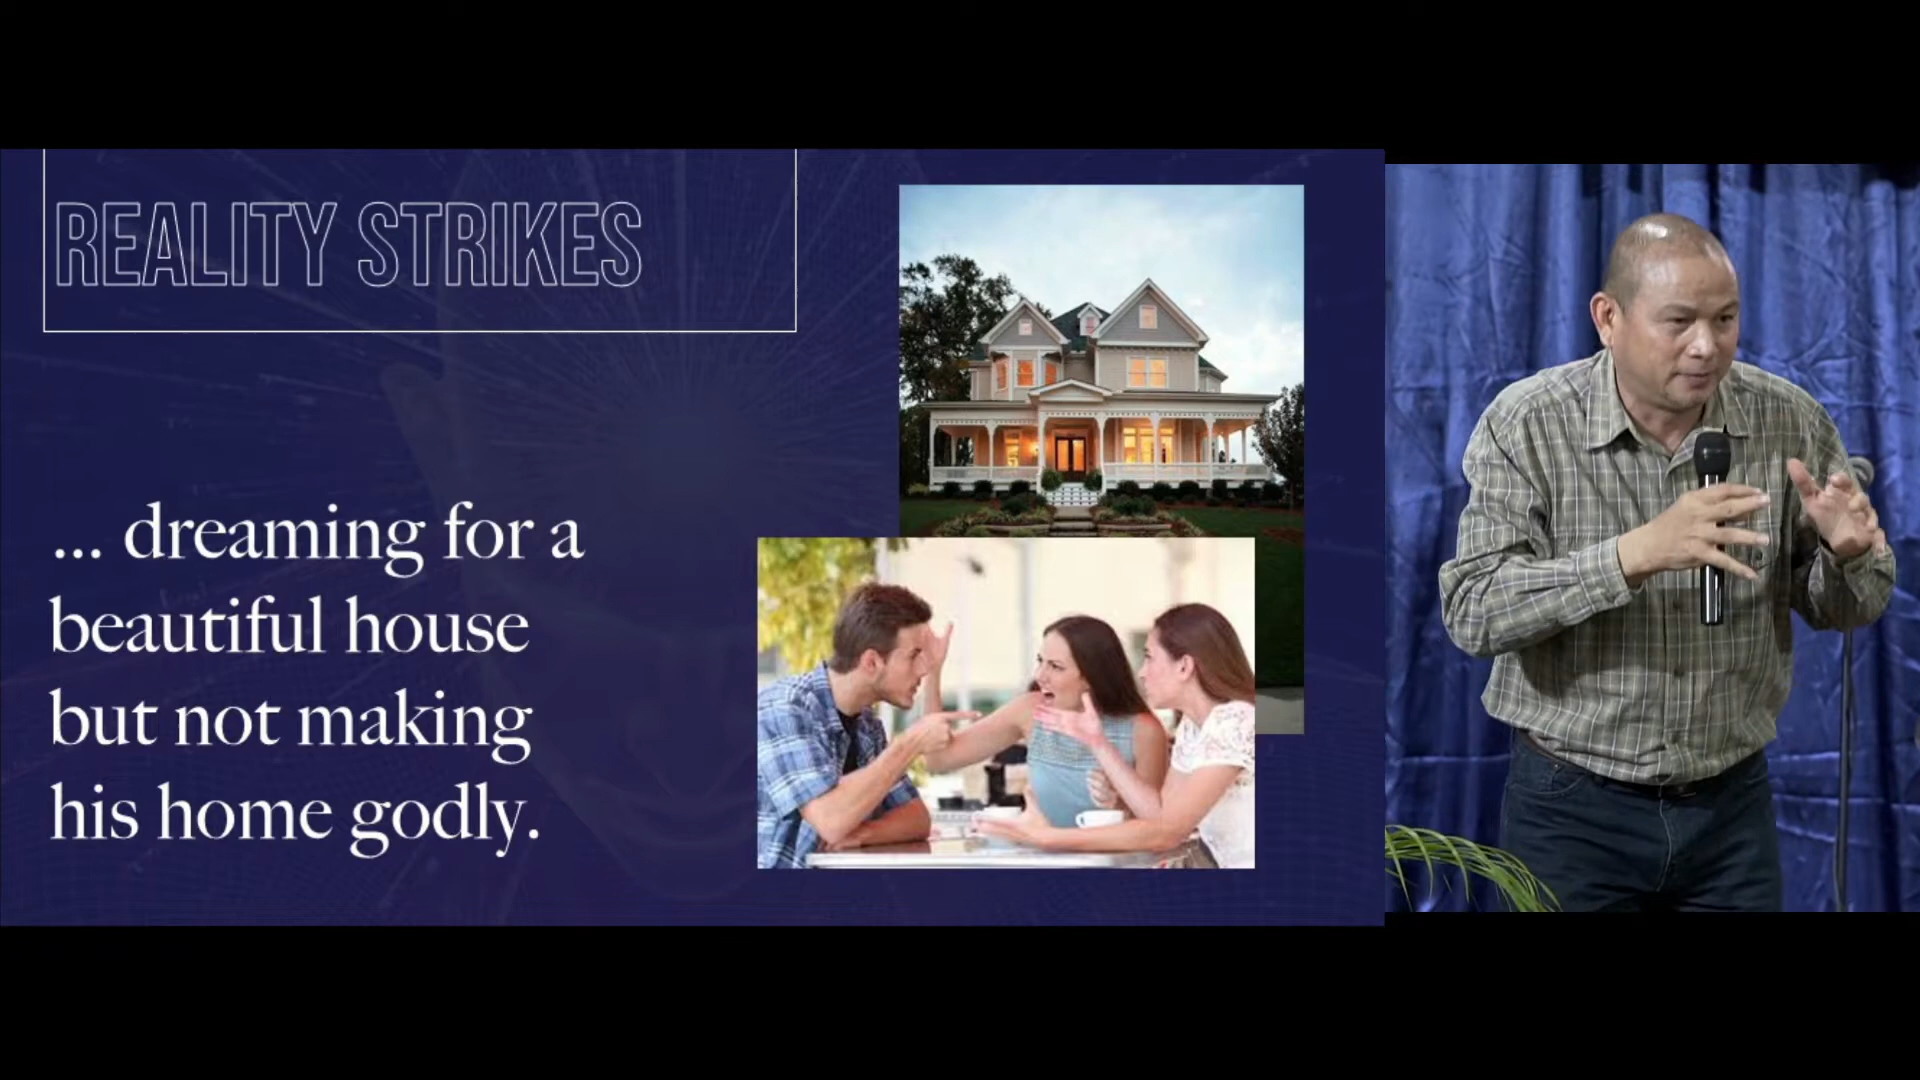 REALITY STRIKES
... dreaming for a
beautiful house
but not making
his home godly.